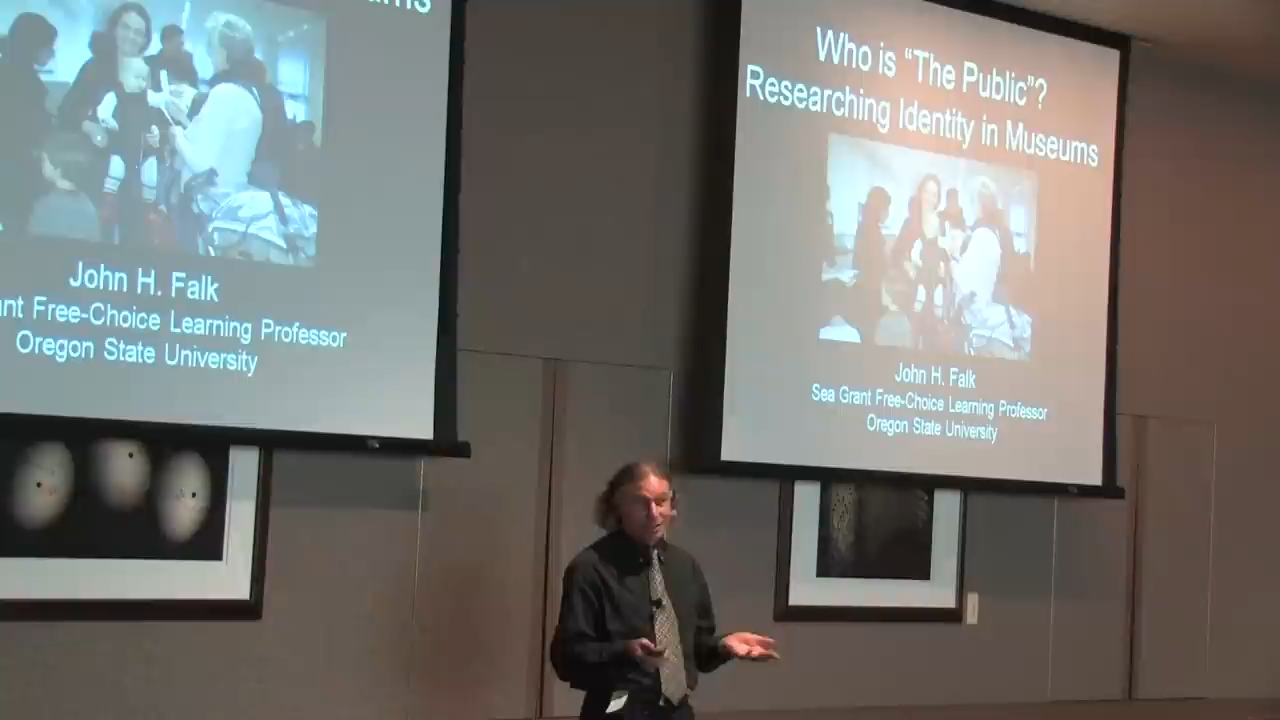 John H. Falk
Free-Choice Learning Professor
Oregon State University
Who is “The Public”?
Researching Identity in Museums
John H. Falk
Sea Grant Free-Choice Learning Professor
Oregon State University